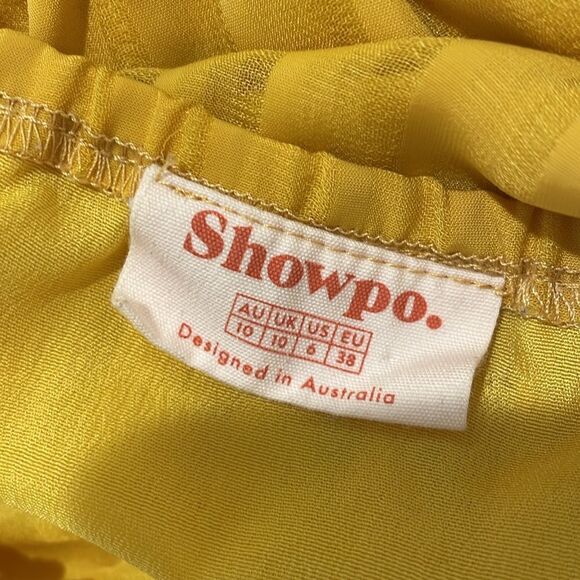 Showpo.
AU UK US EU
10 10 6 38
Designed in Australia